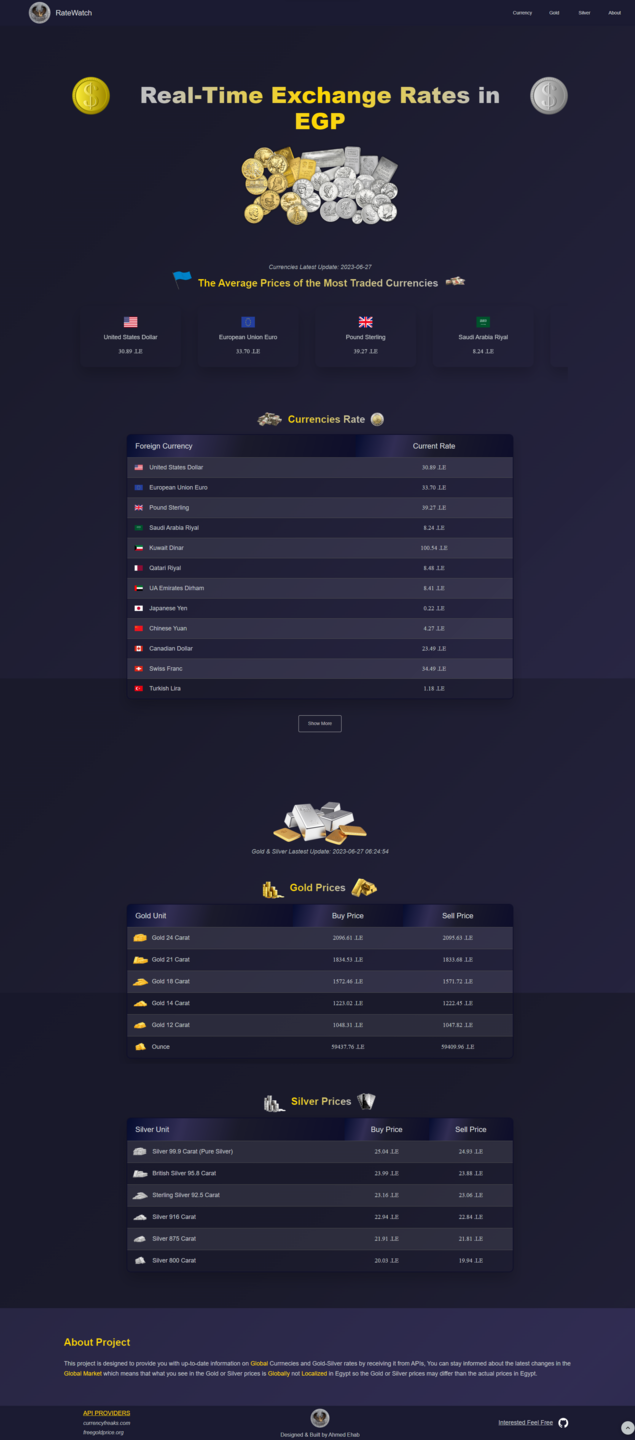 RateWatch
Currency Gold Silver About
Real-Time Exchange Rates in
EGP
Currencies Latest Update: 2023-06-27
The Average Prices of the Most Traded Currencies
United States Dollar European Union Euro Pound Sterling Saudi Arabia Riyal
30.89 .LE 33.70 .LE 39.27 .LE 8.24 .LE
Currencies Rate
Foreign Currency Current Rate
United States Dollar 30.89 .LE
European Union Euro 33.70 .LE
Pound Sterling 39.27 .LE
Saudi Arabia Riyal 8.24 .LE
Kuwait Dinar 100.54 .LE
Qatari Riyal 8.48 .LE
UA Emirates Dirham 8.41 .LE
Japanese Yen 0.22 .LE
Chinese Yuan 4.27 .LE
Canadian Dollar 23.49 .LE
Swiss Franc 34.49 .LE
Turkish Lira 1.18 .LE
Show More
Gold & Silver Lastest Update: 2023-06-27 06:24:54
Gold Prices
Gold Unit Buy Price Sell Price
Gold 24 Carat 2096.61 .LE 2095.63 .LE
Gold 21 Carat 1834.53 .LE 1833.68 .LE
Gold 18 Carat 1572.46 .LE 1571.72 .LE
Gold 14 Carat 1223.02 .LE 1222.45 .LE
Gold 12 Carat 1048.31 .LE 1047.82 .LE
Ounce 59437.76 .LE 59409.96 .LE
Silver Prices
Silver Unit Buy Price Sell Price
Silver 99.9 Carat (Pure Silver) 25.04 .LE 24.93 .LE
British Silver 95.8 Carat 23.99 .LE 23.88 .LE
Sterling Silver 92.5 Carat 23.16 .LE 23.06 .LE
Silver 916 Carat 22.94 .LE 22.84 .LE
Silver 875 Carat 21.91 .LE 21.81 .LE
Silver 800 Carat 20.03 .LE 19.94 .LE
About Project
This project is designed to provide you with up-to-date information on Global Currnecies and Gold-Silver rates by receiving it from APIs, You can stay informed about the latest changes in the
Global Market which means that what you see in the Gold or Silver prices is Globally not Localized in Egypt so the Gold or Silver prices may differ than the actual prices in Egypt.
API PROVIDERS
currencyfreaks.com
freegoldprice.org
Designed & Built by Ahmed Ehab
Interested Feel Free